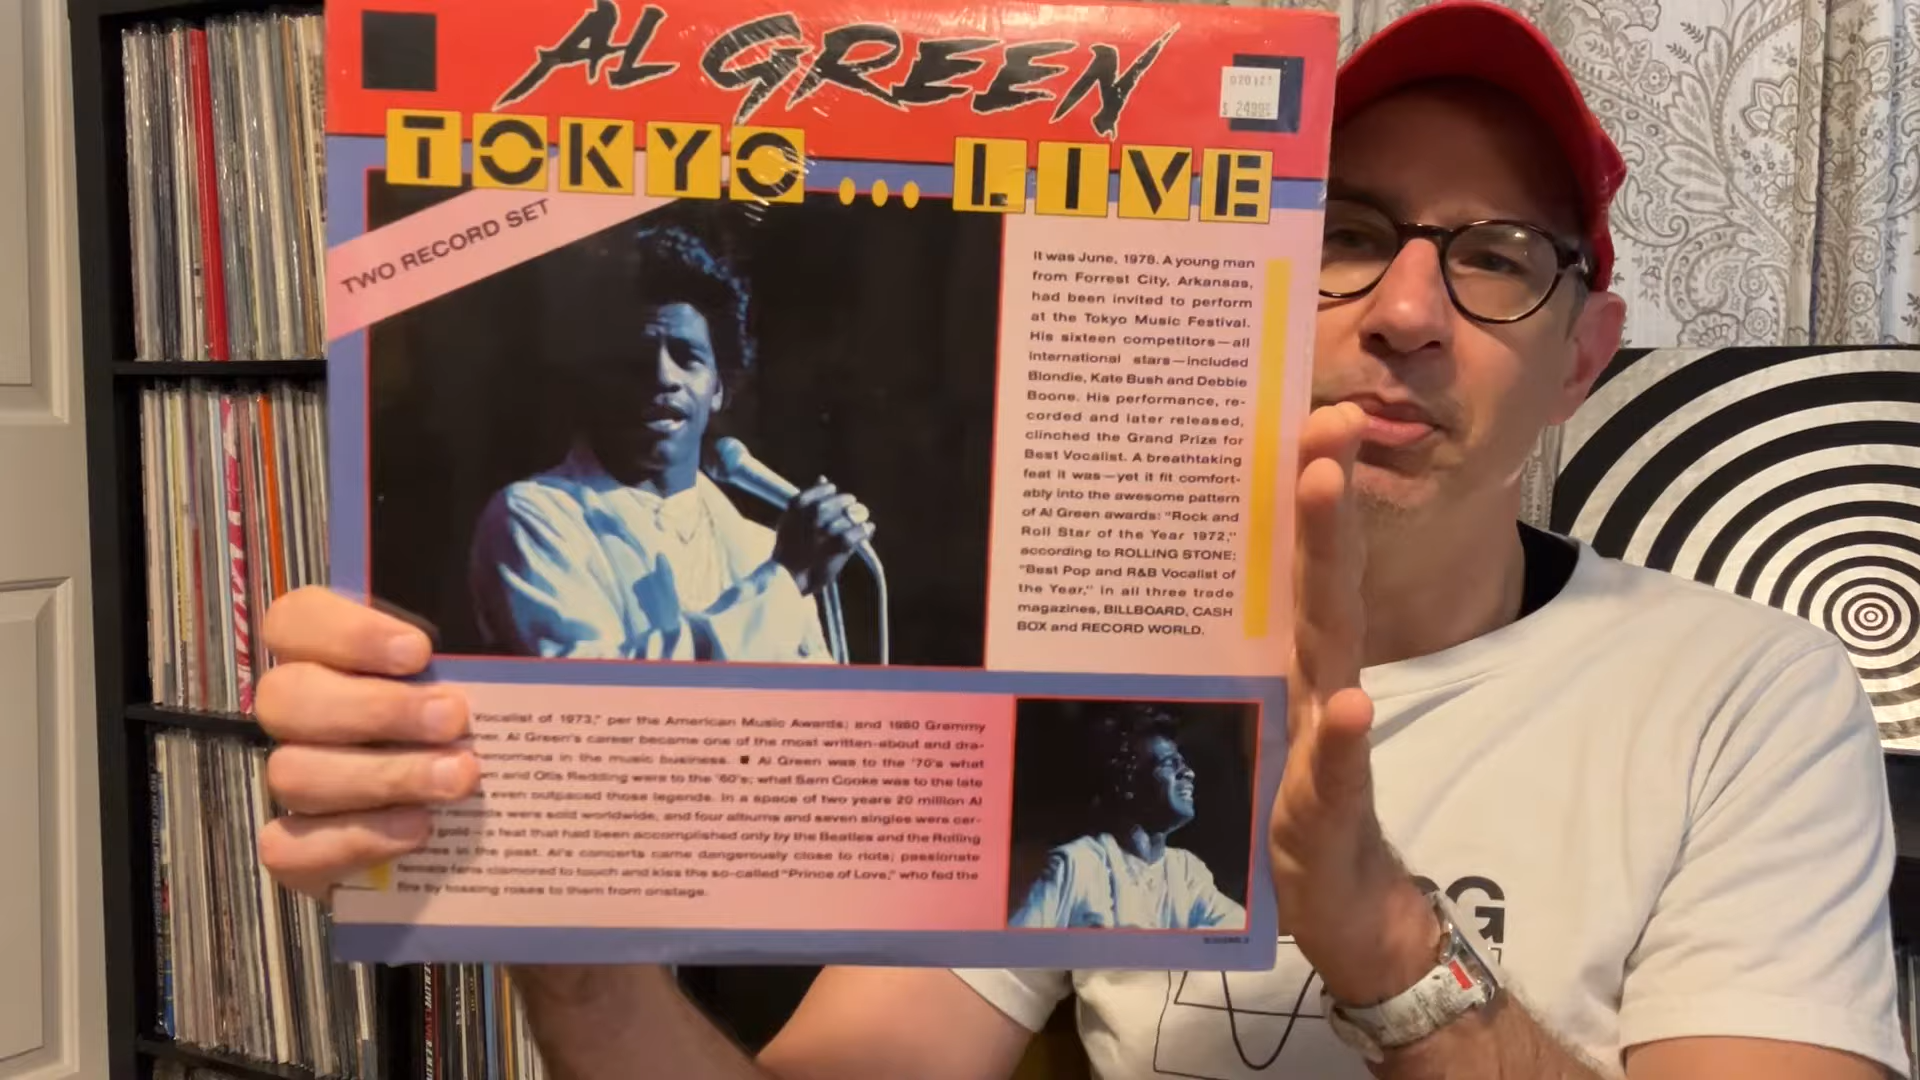 AL GREEN
020121
$ 24.99
TOKYO...LIVE
TWO RECORD SET
It was June, 1978. A young man
from Forrest City, Arkansas,
had been invited to perform
at the Tokyo Music Festival.
His sixteen competitors—all
international stars—included
Blondie, Kate Bush and Debbie
Boone. His performance, re-
corded and later released,
clinched the Grand Prize for
Best Vocalist. A breathtaking
feat it was—yet it fit comfort-
ably into the awesome pattern
of Al Green awards: "Rock and
Roll Star of the Year 1972,"
according to ROLLING STONE;
"Best Pop and R&B Vocalist of
the Year," in all three trade
magazines, BILLBOARD, CASH
BOX and RECORD WORLD.
Vocalist of 1973," per the American Music Awards; and 1980 Grammy
Al Green's career became one of the most written-about and dra-
in the music business. ■ Al Green was to the '70's what
and Otis Redding were to the '60's; what Sam Cooke was to the late
even outpaced those legends. In a space of two years 20 million Al
records were sold worldwide, and four albums and seven singles were cer-
gold—a feat that had been accomplished only by the Beatles and the Rolling
in the past. Al's concerts came dangerously close to riots; passionate
female fans clamored to touch and kiss the so-called "Prince of Love," who fed the
fire by tossing roses to them from onstage.
G